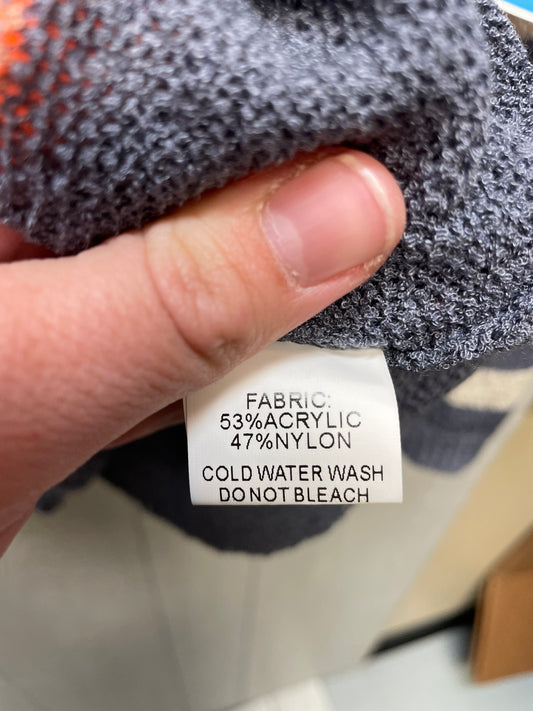 FABRIC:
53%ACRYLIC
47%NYLON
COLD WATER WASH
DO NOT BLEACH